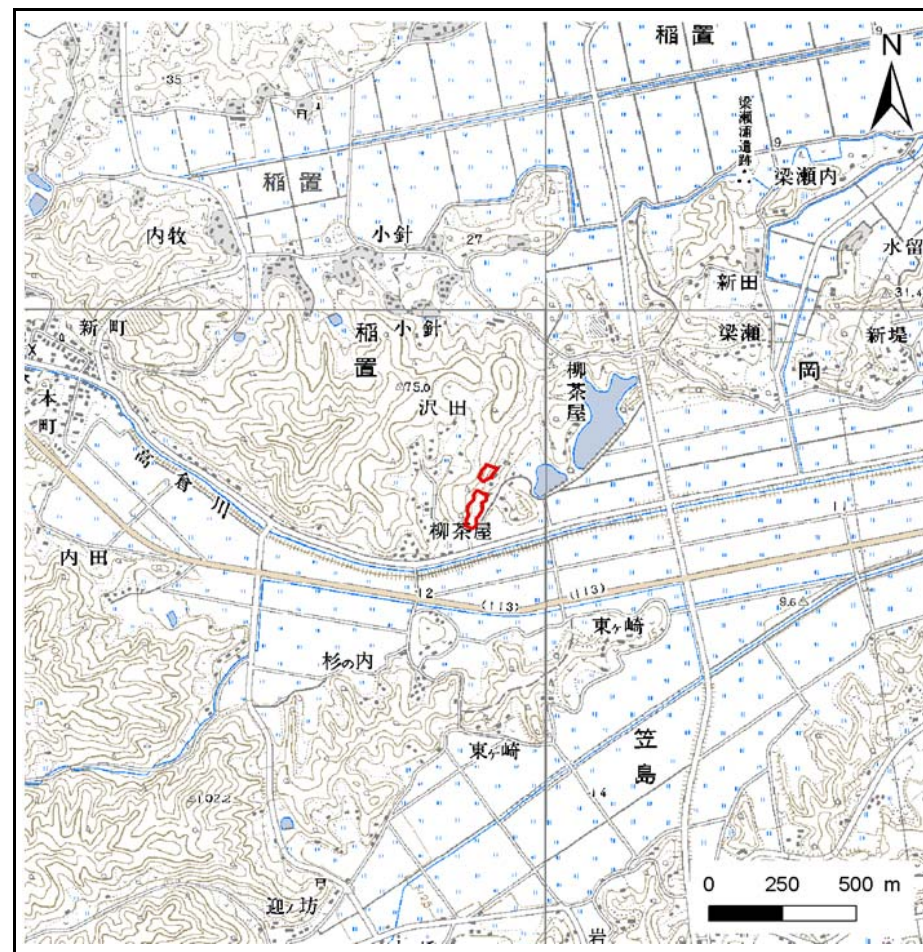 稲置
19
N
35
梁瀬浦遺跡
9
稲置
梁瀬内
内牧
小針
27
水留
新田
31.4
新町
小針
稲置
梁瀬
新堤
岡
柳茶屋
75.0
沢田
本町
高倉川
柳茶屋
11
内田
12
(113)
(113)
8.6
東ヶ崎
杉の内
笠島
東ヶ崎
14
102.2
0 250 500 m
迎ノ坊
岩